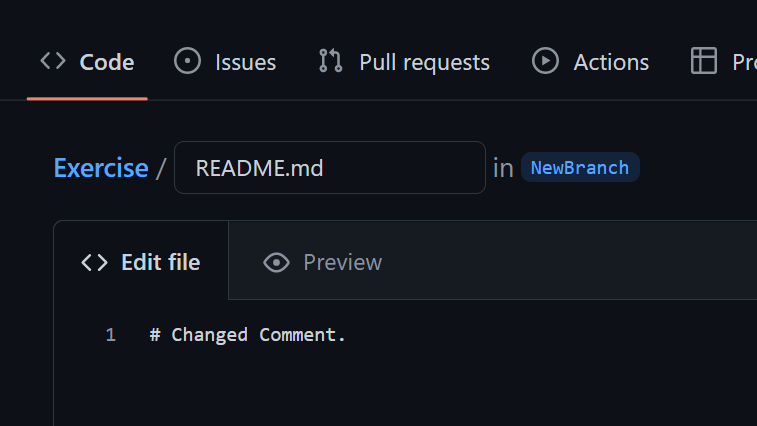 Code Issues Pull requests Actions
Exercise / README.md in NewBranch
Edit file Preview
1 # Changed Comment.